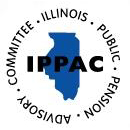 ILLINOIS · PUBLIC · PENSION · ADVISORY · COMMITTEE ·
IPPAC